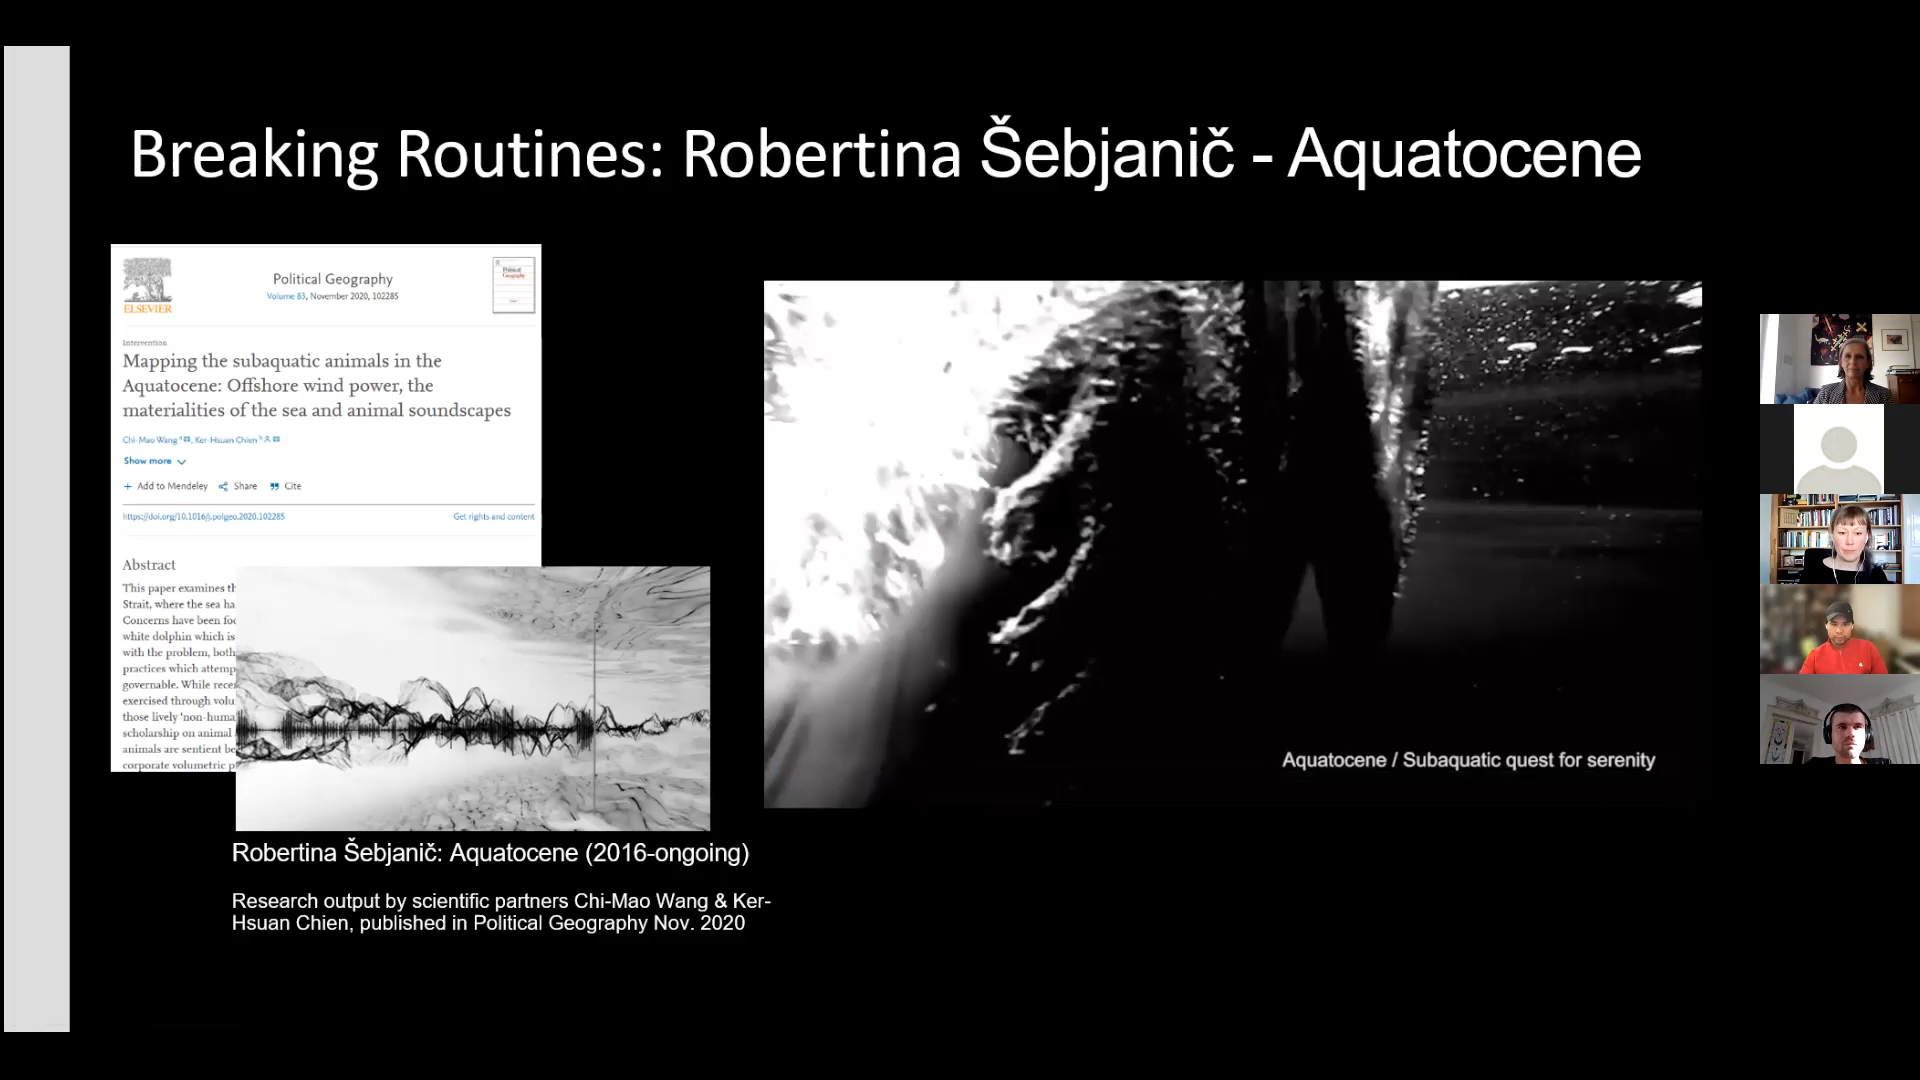 Breaking Routines: Robertina Šebjanič - Aquatocene
ELSEVIER
Political Geography
Volume 83, November 2020, 102285
Political
Geography
Intervention
Mapping the subaquatic animals in the
Aquatocene: Offshore wind power, the
materialities of the sea and animal soundscapes
Chi-Mao Wang, Ker-Hsuan Chien
Show more
+ Add to Mendeley Share Cite
https://doi.org/10.1016/j.polgeo.2020.102285 Get rights and content
Abstract
This paper examines th
Strait, where the sea ha
Concerns have been foc
white dolphin which is
with the problem, both
practices which attemp
governable. While recen
exercised through volu
those lively 'non-huma
scholarship on animal
animals are sentient be
corporate volumetric p
Aquatocene / Subaquatic quest for serenity
Robertina Šebjanič: Aquatocene (2016-ongoing)
Research output by scientific partners Chi-Mao Wang & Ker-
Hsuan Chien, published in Political Geography Nov. 2020